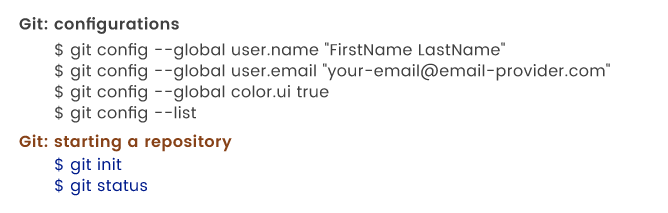 Git: configurations
$ git config --global user.name "FirstName LastName"
$ git config --global user.email "your-email@email-provider.com"
$ git config --global color.ui true
$ git config --list
Git: starting a repository
$ git init
$ git status